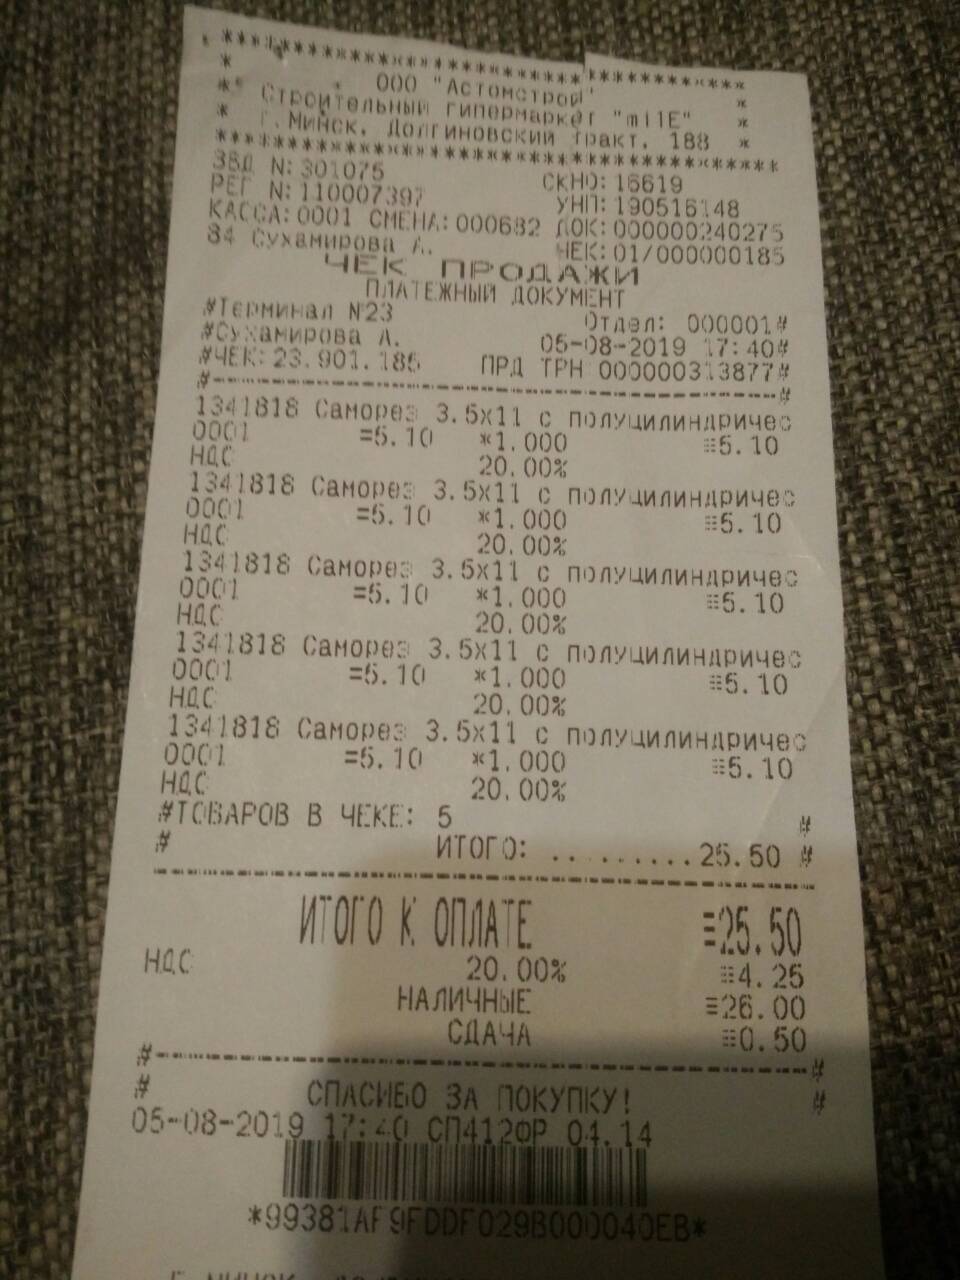 ************************************
* ООО "Астомстрой" *
* Строительный гипермаркет "milE" *
* г.Минск, Долгиновский тракт, 188 *
************************************
ЗВД N:301075 СКНО:16619
РЕГ N:110007397 УНП:190516148
КАССА:0001 СМЕНА:000682 ДОК:000000240275
84 Сухамирова А. ЧЕК:01/000000185
ЧЕК ПРОДАЖИ
ПЛАТЕЖНЫЙ ДОКУМЕНТ
#Терминал N23 Отдел: 000001#
#Сухамирова А. 05-08-2019 17:40#
#ЧЕК:23.901.185 ПРД ТРН 000000313877#
#--------------------------------------#
1341818 Саморез 3.5х11 с полуцилиндричес
0001 =5.10 *1.000 ≡5.10
НДС 20.00%
1341818 Саморез 3.5х11 с полуцилиндричес
0001 =5.10 *1.000 ≡5.10
НДС 20.00%
1341818 Саморез 3.5х11 с полуцилиндричес
0001 =5.10 *1.000 ≡5.10
НДС 20.00%
1341818 Саморез 3.5х11 с полуцилиндричес
0001 =5.10 *1.000 ≡5.10
НДС 20.00%
1341818 Саморез 3.5х11 с полуцилиндричес
0001 =5.10 *1.000 ≡5.10
НДС 20.00%
#ТОВАРОВ В ЧЕКЕ: 5 #
# ИТОГО: .........25.50 #
----------------------------------------
ИТОГО К ОПЛАТЕ ≡25.50
НДС 20.00% ≡4.25
НАЛИЧНЫЕ ≡26.00
СДАЧА ≡0.50
#--------------------------------------#
# СПАСИБО ЗА ПОКУПКУ! #
05-08-2019 17:40 СП412ФР 04.14
*99381AF9FDDF029B000040EB*